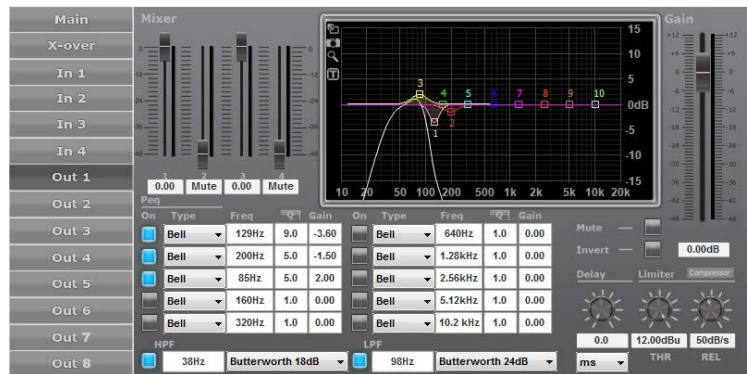 Main
X-over
In 1
In 2
In 3
In 4
Out 1
Out 2
Out 3
Out 4
Out 5
Out 6
Out 7
Out 8
Mixer
1 2 3 4
0.00 Mute 0.00 Mute
T
3 4 5 6 7 8 9 10
1 2
15
10
5
0dB
-5
-10
-15
10 20 50 100 200 500 1k 2k 5k 10k 20k
Gain
Peq
On Type Freq Q Gain On Type Freq Q Gain
Bell 129Hz 9.0 -3.60 Bell 640Hz 1.0 0.00
Bell 200Hz 5.0 -1.50 Bell 1.28kHz 1.0 0.00
Bell 85Hz 5.0 2.00 Bell 2.56kHz 1.0 0.00
Bell 160Hz 1.0 0.00 Bell 5.12kHz 1.0 0.00
Bell 320Hz 1.0 0.00 Bell 10.2 kHz 1.0 0.00
HPF LPF
38Hz Butterworth 18dB 98Hz Butterworth 24dB
Mute
Invert 0.00dB
Delay Limiter Compressor
0.0 12.00dBu 50dB/s
ms THR REL